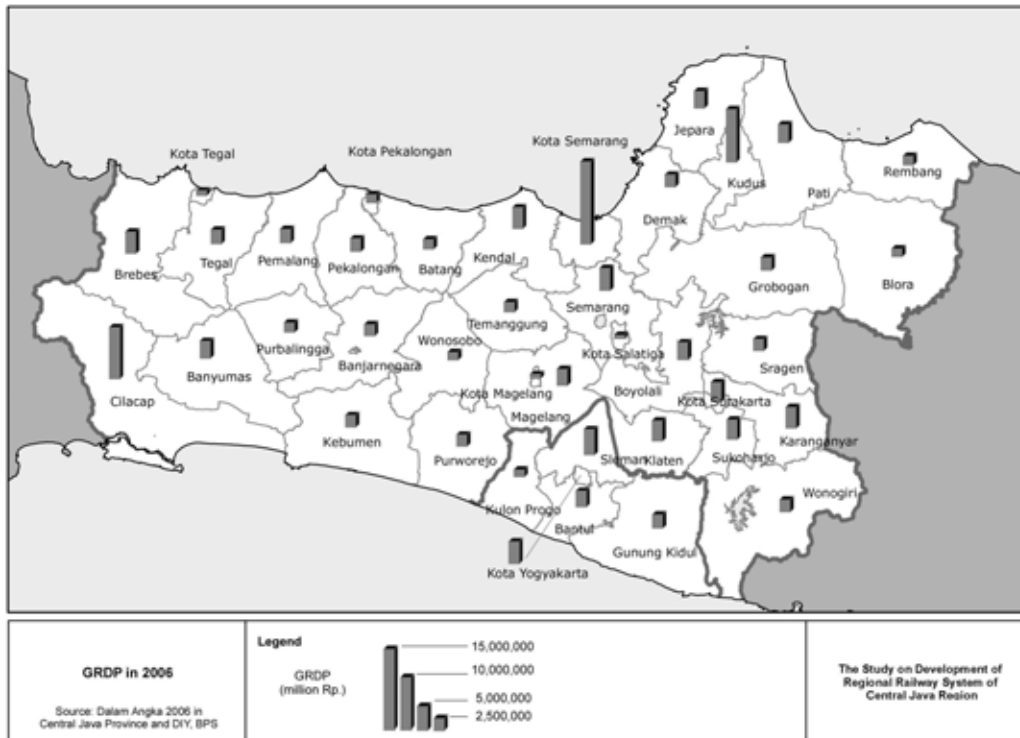 Kota Tegal
Kota Pekalongan
Kota Semarang
Jepara
Kudus
Pati
Rembang
Demak
Brebes
Tegal
Pemalang
Pekalongan
Batang
Kendal
Semarang
Grobogan
Blora
Cilacap
Banyumas
Purbalingga
Banjarnegara
Wonosobo
Temanggung
Kota Salatiga
Sragen
Kota Magelang
Magelang
Boyolali
Kota Surakarta
Karanganyar
Kebumen
Purworejo
Sleman
Klaten
Sukoharjo
Kulon Progo
Bantul
Gunung Kidul
Wonogiri
Kota Yogyakarta
GRDP in 2006
Source: Dalam Angka 2006 in
Central Java Province and DIY, BPS
Legend
GRDP
(million Rp.)
15,000,000
10,000,000
5,000,000
2,500,000
The Study on Development of
Regional Railway System of
Central Java Region